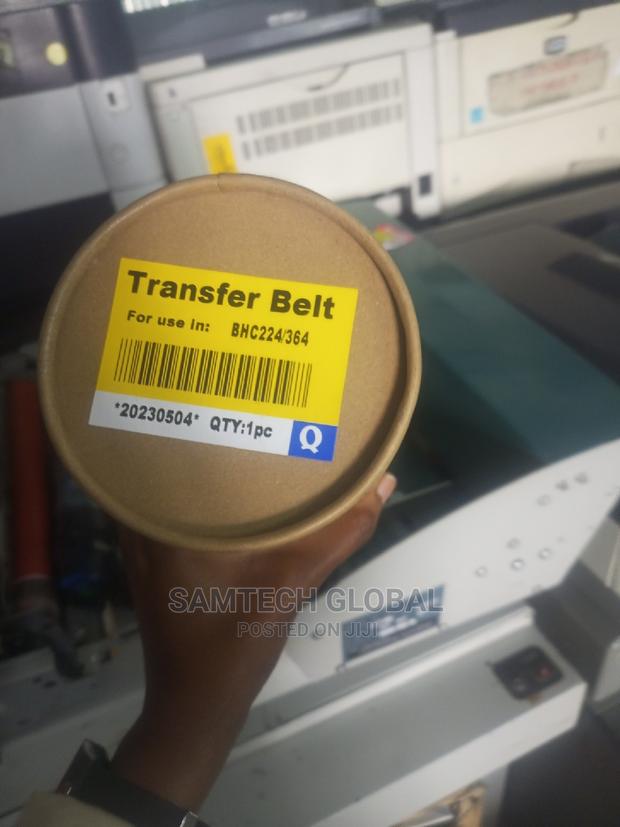 Transfer Belt
For use in: BHC224/364
*20230504* QTY:1pc Q
SAMTECH GLOBAL
POSTED ON JIJI